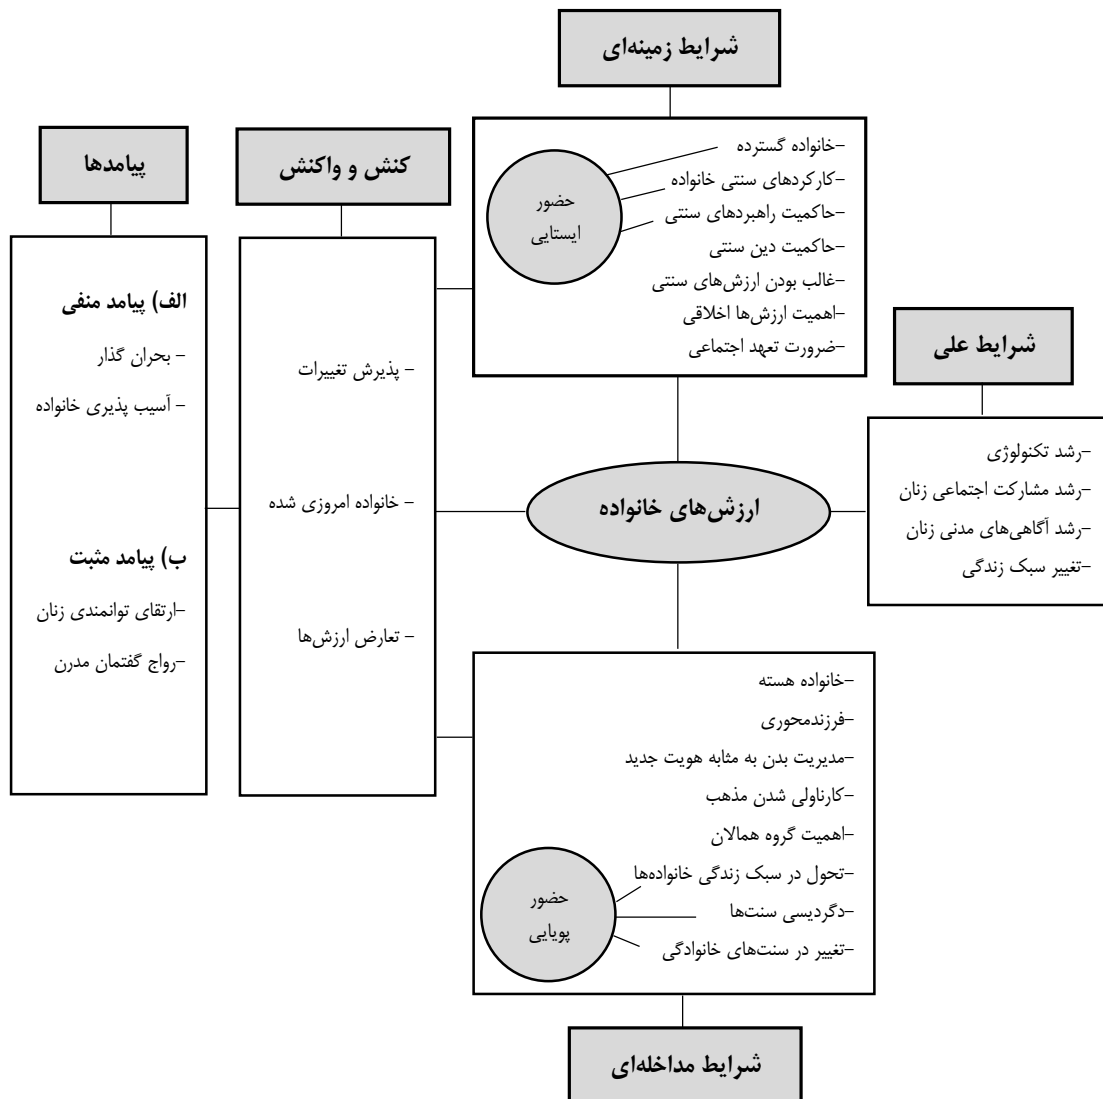 شرایط زمینه‌ای
-خانواده گسترده
-کارکردهای سنتی خانواده
-حاکمیت راهبردهای سنتی
-حاکمیت دین سنتی
-غالب بودن ارزش‌های سنتی
-اهمیت ارزش‌ها اخلاقی
-ضرورت تعهد اجتماعی
حضور
ایستایی
شرایط علی
-رشد تکنولوژی
-رشد مشارکت اجتماعی زنان
-رشد آگاهی‌های مدنی زنان
-تغییر سبک زندگی
ارزش‌های خانواده
کنش و واکنش
- پذیرش تغییرات
- خانواده امروزی شده
- تعارض ارزش‌ها
پیامدها
الف) پیامد منفی
- بحران گذار
- آسیب پذیری خانواده
ب) پیامد مثبت
-ارتقای توانمندی زنان
-رواج گفتمان مدرن
-خانواده هسته
-فرزندمحوری
-مدیریت بدن به مثابه هویت جدید
-کارناولی شدن مذهب
-اهمیت گروه همالان
-تحول در سبک زندگی خانواده‌ها
-دگردیسی سنت‌ها
-تغییر در سنت‌های خانوادگی
حضور
پویایی
شرایط مداخله‌ای